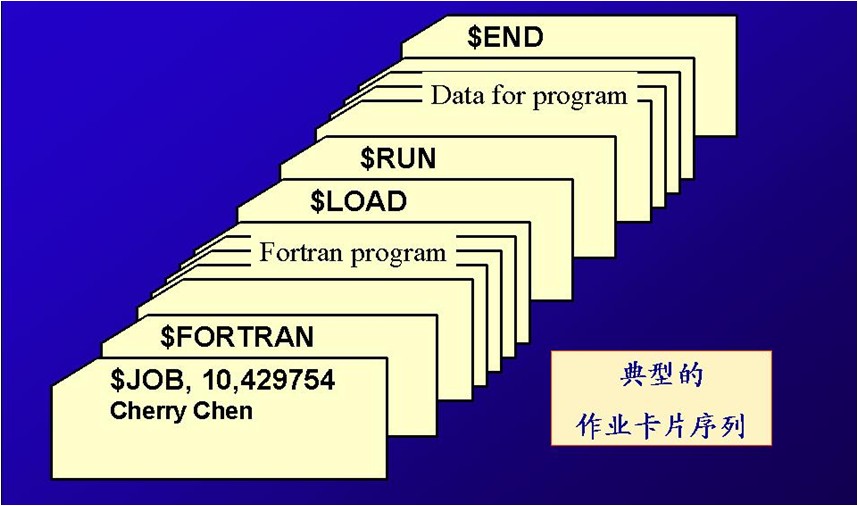 $END
Data for program
$RUN
$LOAD
Fortran program
$FORTRAN
$JOB, 10,429754
Cherry Chen
典型的
作业卡片序列